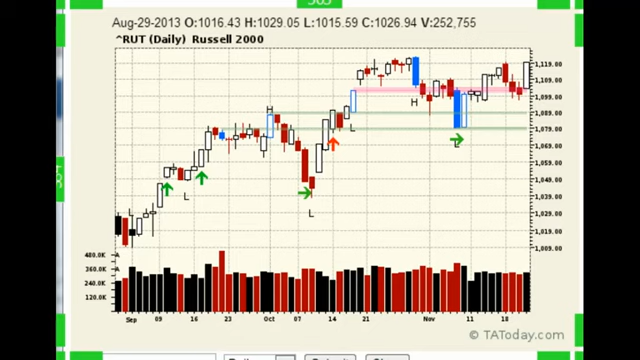 Aug-29-2013 O:1016.43 H:1029.05 L:1015.59 C:1026.94 V:252,755
^RUT (Daily) Russell 2000
1,119.00
1,109.00
1,099.00
1,089.00
1,079.00
1,069.00
1,059.00
1,049.00
1,039.00
1,029.00
1,019.00
1,009.00
H
H
L
L
L
L
480.0K
360.0K
240.0K
120.0K
Sep 09 16 23 Oct 07 14 21 Nov 11 18
© TAToday.com